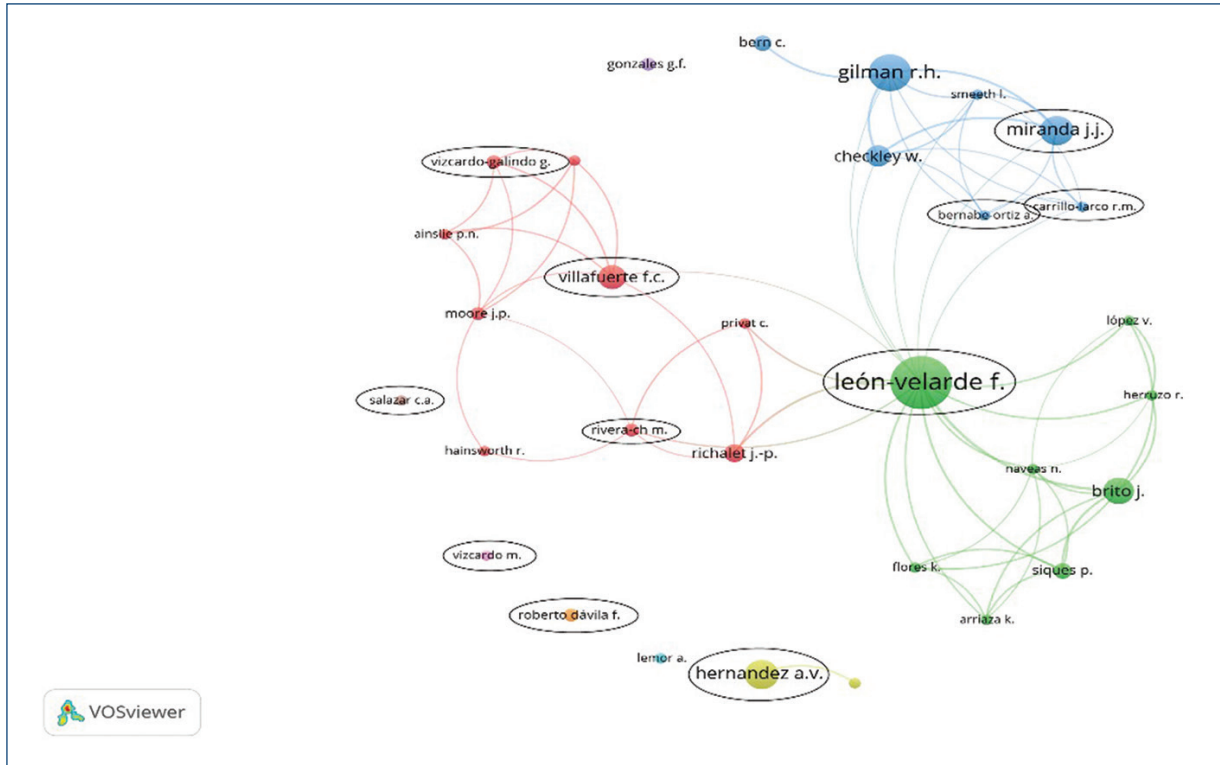 bern c.
gonzales g.f.
gilman r.h.
smeeth l.
miranda j.j.
checkley w.
vizcardo-galindo g.
carrillo-larco r.m.
bernabe-ortiz a.
ainslie p.n.
villafuerte f.c.
moore j.p.
privat c.
lópez v.
león-velarde f.
herruzo r.
salazar c.a.
rivera-ch m.
hainsworth r.
richalet j.-p.
naveas n.
brito j.
vizcardo m.
flores k.
siques p.
roberto dávila f.
arriaza k.
lemor a.
hernandez a.v.
VOSviewer